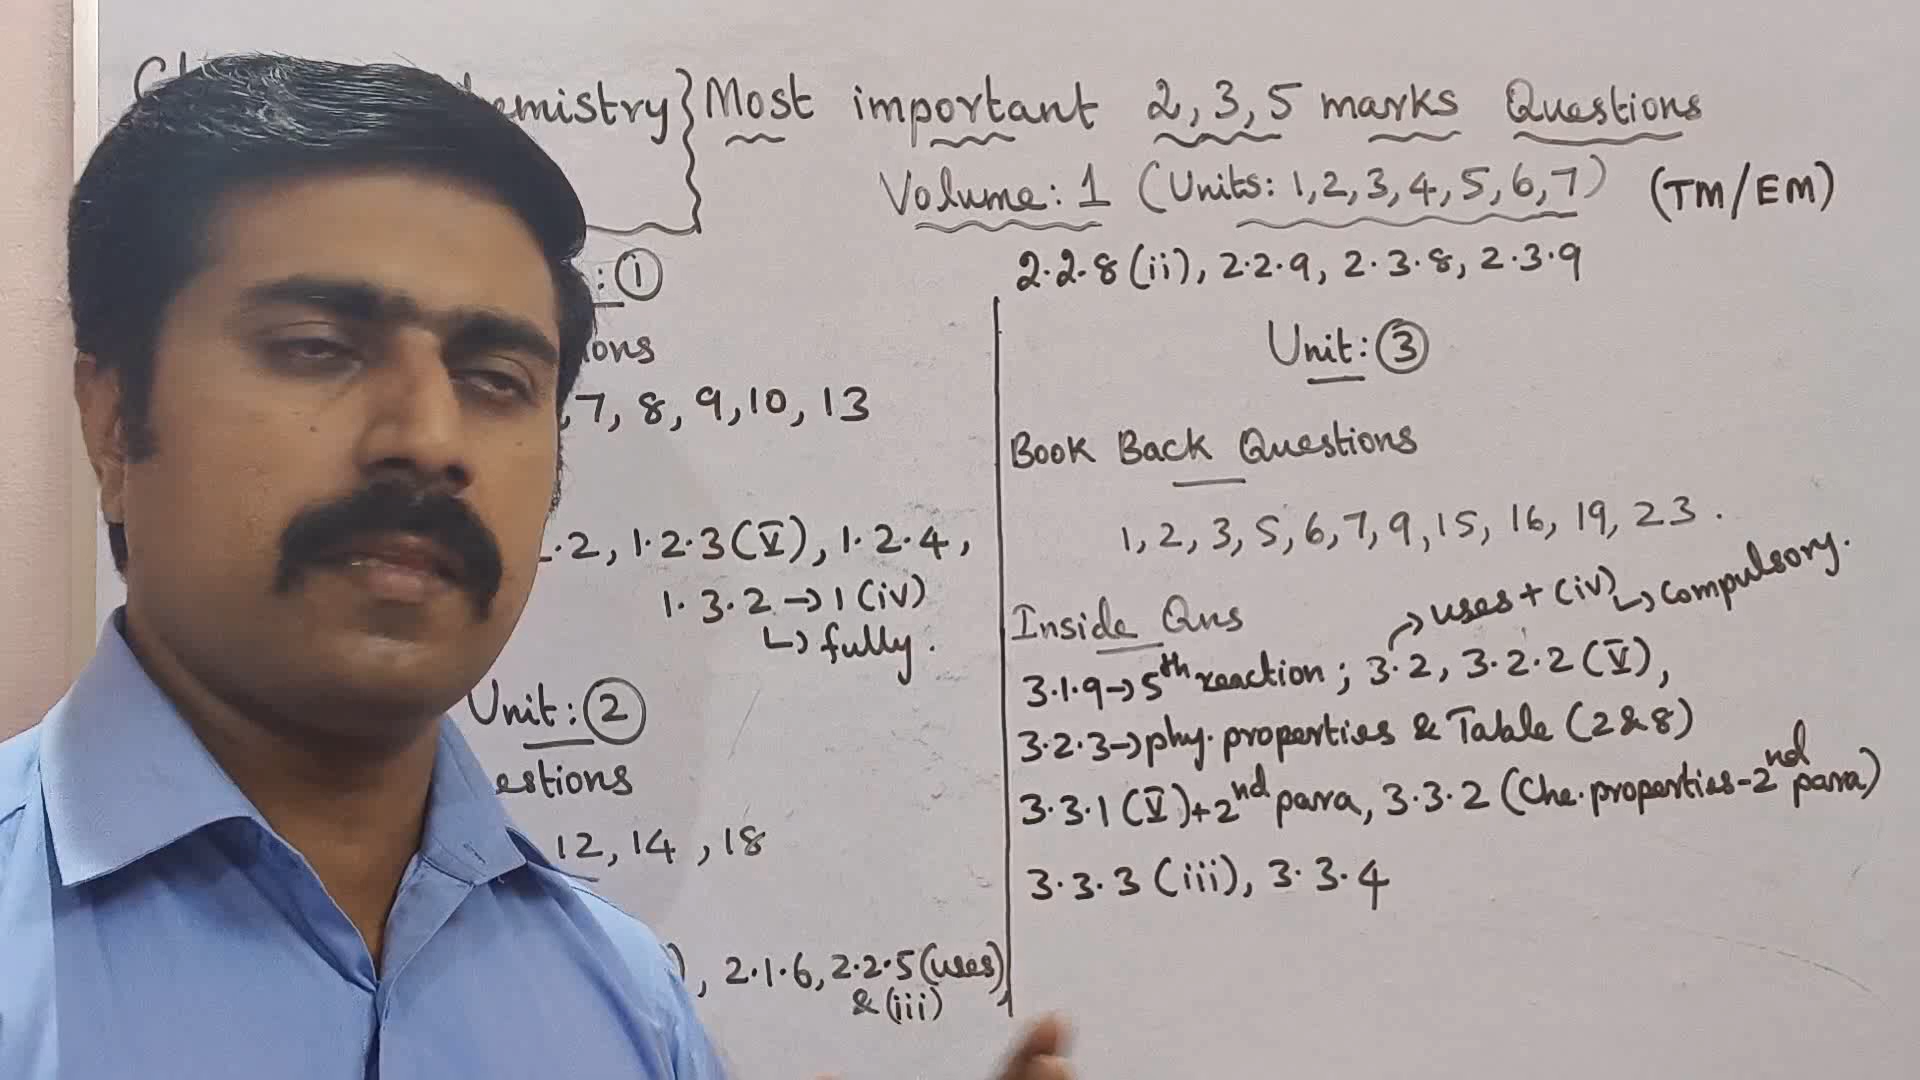 emistry } Most important 2, 3, 5 marks Questions
Volume: 1 (Units: 1, 2, 3, 4, 5, 6, 7) (TM/EM)
: 1
ons
7, 8, 9, 10, 13
.2, 1.2.3 (V), 1.2.4,
1.3.2 → 1 (iv)
↳ fully.
Unit: 2
estions
12, 14, 18
), 2.1.6, 2.2.5 (uses)
& (iii)
2.2.8 (ii), 2.2.9, 2.3.8, 2.3.9
Unit: 3
Book Back Questions
1, 2, 3, 5, 6, 7, 9, 15, 16, 19, 23.
Inside Qns
→ uses + (iv) ↳ compulsory.
3.1.9 → 5th reaction; 3.2, 3.2.2 (V),
3.2.3 → phy. properties & Table (2 & 8)
3.3.1 (V) + 2nd para, 3.3.2 (Che. properties - 2nd para)
3.3.3 (iii), 3.3.4